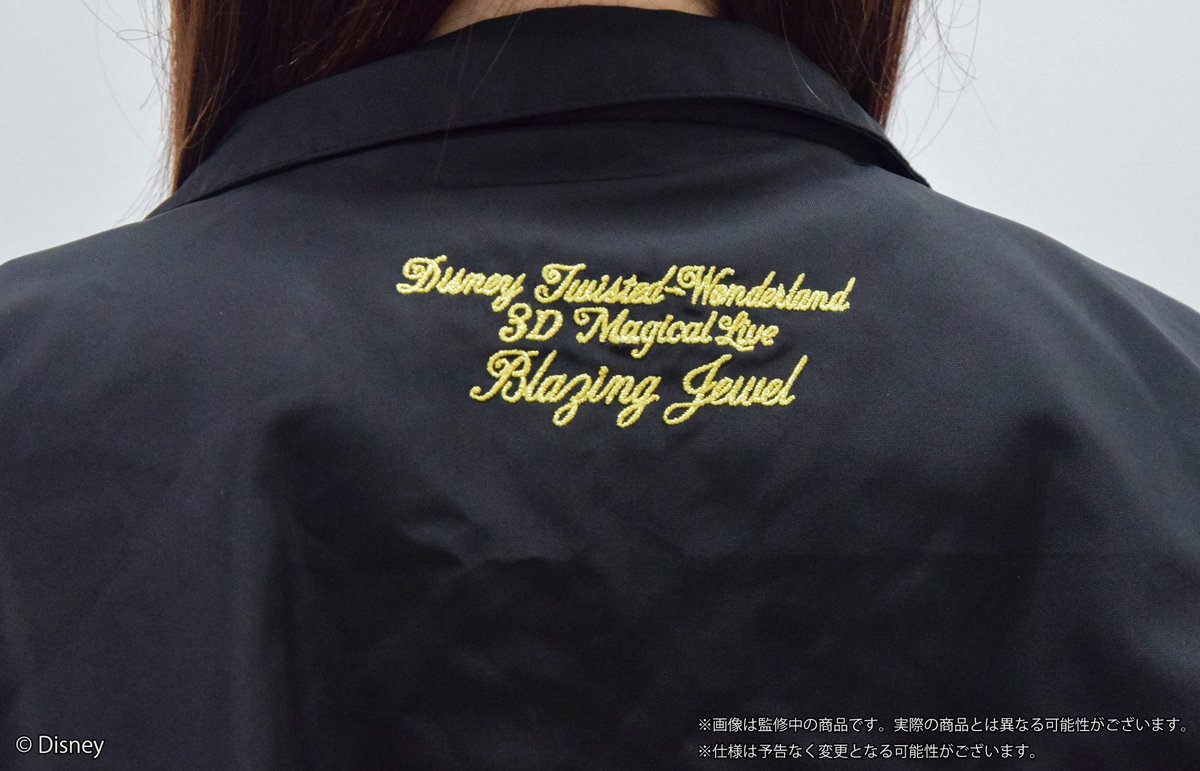 Disney Twisted-Wonderland
3D Magical Live
Blazing Jewel
※画像は監修中の商品です。実際の商品とは異なる可能性がございます。
※仕様は予告なく変更となる可能性がございます。
© Disney